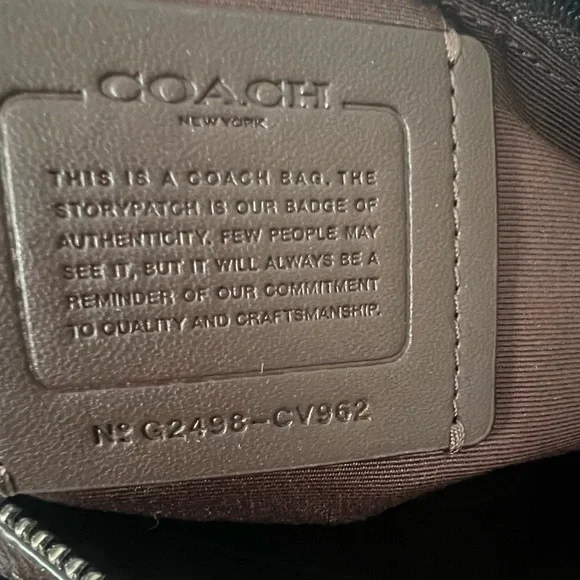 COACH
NEW YORK
THIS IS A COACH BAG. THE
STORYPATCH IS OUR BADGE OF
AUTHENTICITY. FEW PEOPLE MAY
SEE IT, BUT IT WILL ALWAYS BE A
REMINDER OF OUR COMMITMENT
TO QUALITY AND CRAFTSMANSHIP.
Nº G2498-CV962